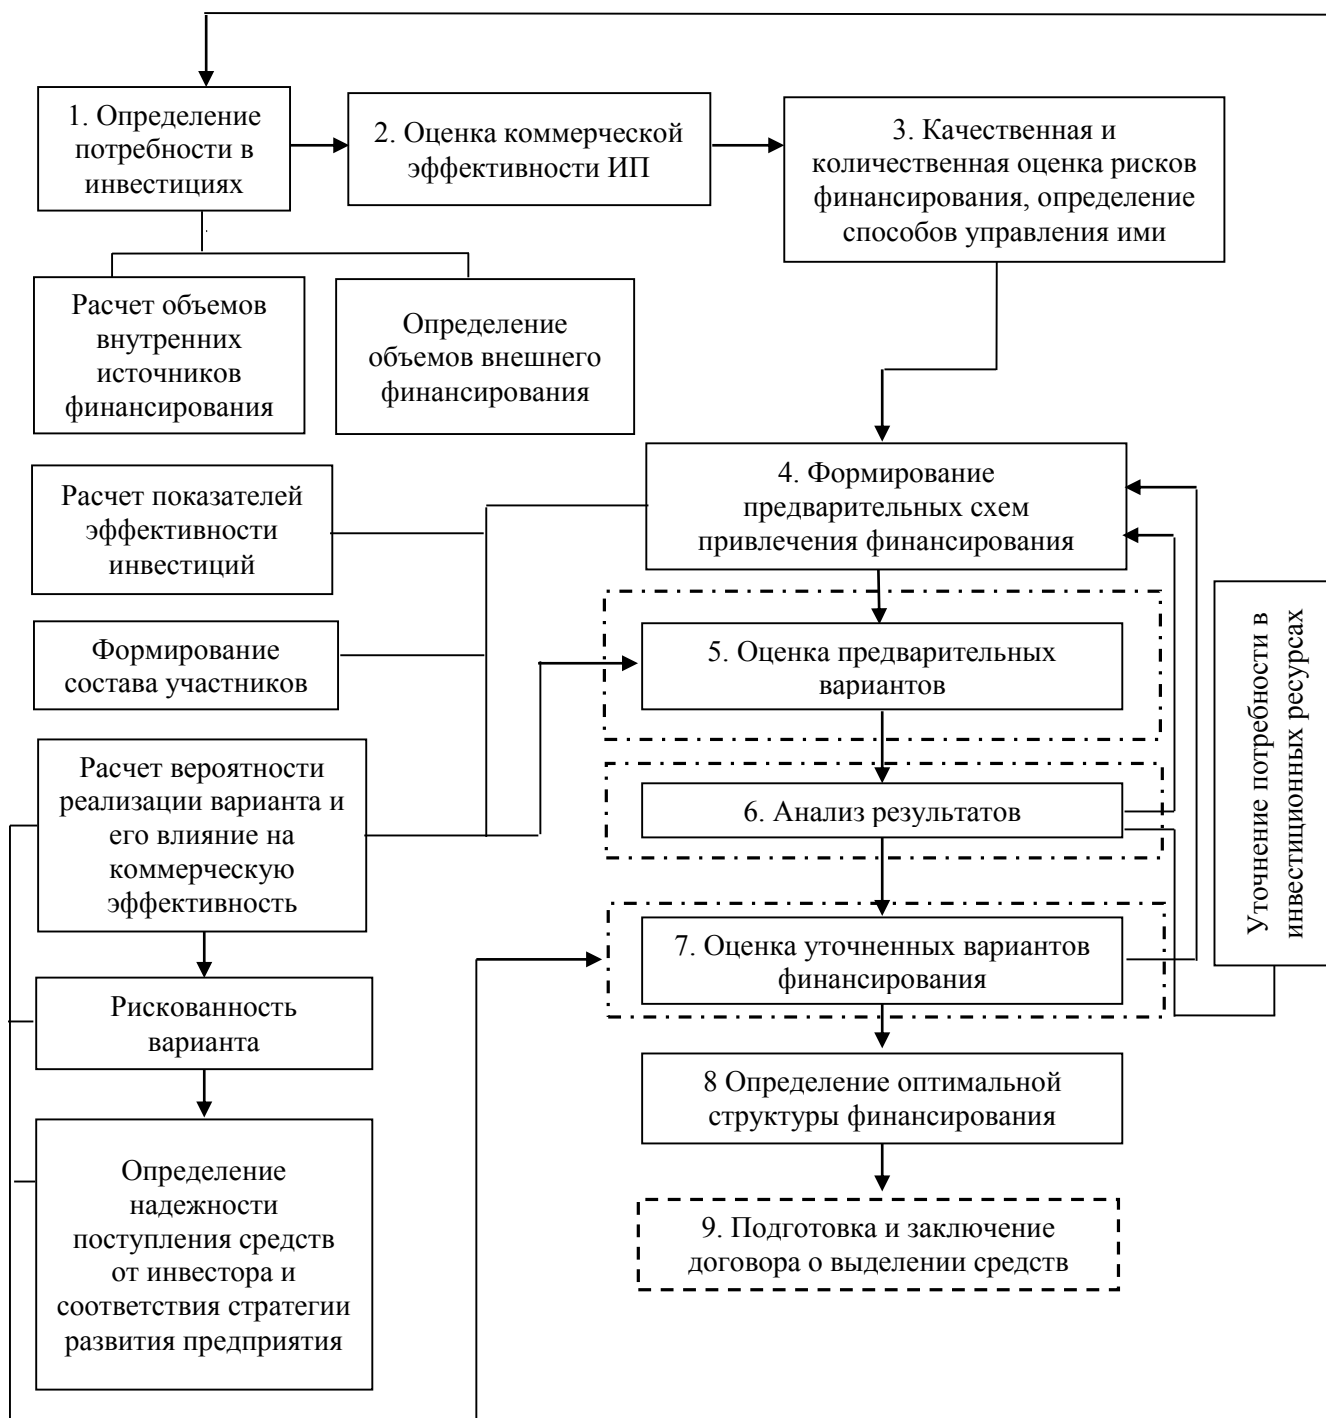 1. Определение
потребности в
инвестициях
2. Оценка коммерческой
эффективности ИП
3. Качественная и
количественная оценка рисков
финансирования, определение
способов управления ими
Расчет объемов
внутренних
источников
финансирования
Определение
объемов внешнего
финансирования
4. Формирование
предварительных схем
привлечения финансирования
Расчет показателей
эффективности
инвестиций
Формирование
состава участников
5. Оценка предварительных
вариантов
Уточнение потребности в
инвестиционных ресурсах
Расчет вероятности
реализации варианта и
его влияние на
коммерческую
эффективность
6. Анализ результатов
7. Оценка уточненных вариантов
финансирования
Рискованность
варианта
8 Определение оптимальной
структуры финансирования
Определение
надежности
поступления средств
от инвестора и
соответствия стратегии
развития предприятия
9. Подготовка и заключение
договора о выделении средств